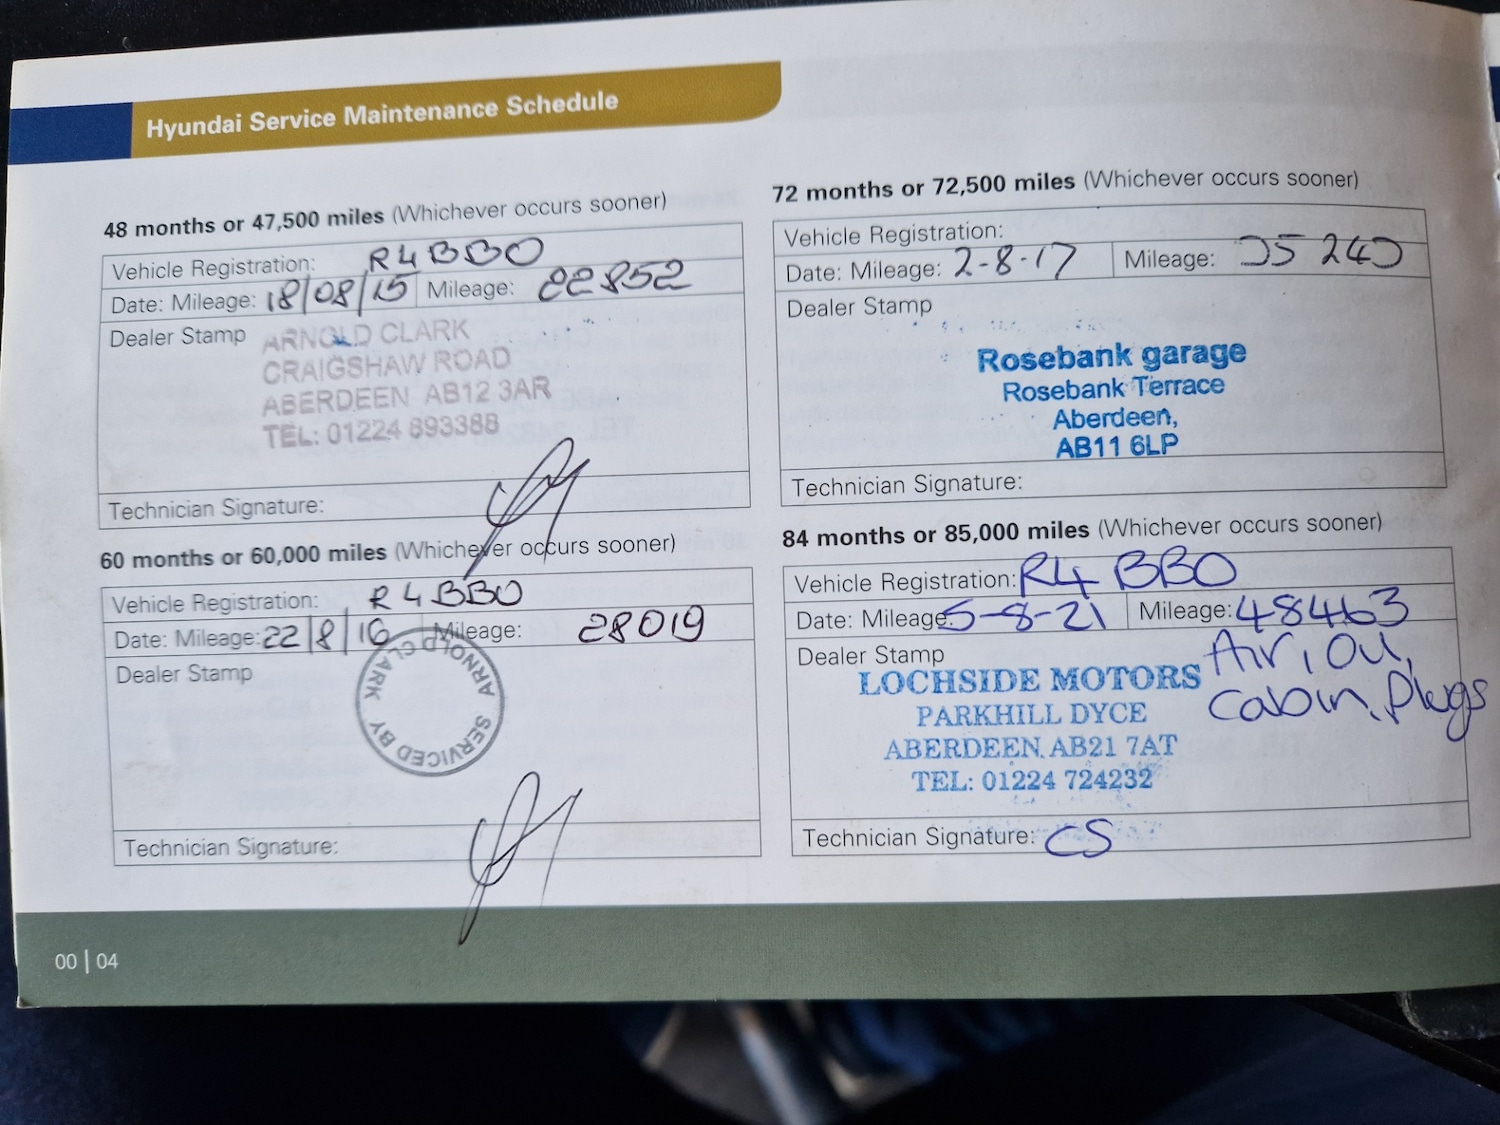 Hyundai Service Maintenance Schedule
48 months or 47,500 miles (Whichever occurs sooner)
Vehicle Registration: R4 BBO
Date: Mileage: 18/08/15 Mileage: 22852
Dealer Stamp
ARNOLD CLARK
CRAIGSHAW ROAD
ABERDEEN AB12 3AR
TEL: 01224 893388
Technician Signature:
60 months or 60,000 miles (Whichever occurs sooner)
Vehicle Registration: R4 BBO
Date: Mileage: 22/8/16 Mileage: 28019
Dealer Stamp
SERVICED BY ARNOLD CLARK
Technician Signature:
72 months or 72,500 miles (Whichever occurs sooner)
Vehicle Registration:
Date: Mileage: 2-8-17 Mileage:
Dealer Stamp
Rosebank garage
Rosebank Terrace
Aberdeen,
AB11 6LP
Technician Signature:
84 months or 85,000 miles (Whichever occurs sooner)
Vehicle Registration: R4 BBO
Date: Mileage: 5-8-21 Mileage: 48463
Dealer Stamp
Air, Oil,
Cabin, Plugs
LOCHSIDE MOTORS
PARKHILL DYCE
ABERDEEN, AB21 7AT
TEL: 01224 724232
Technician Signature: CS
00 | 04